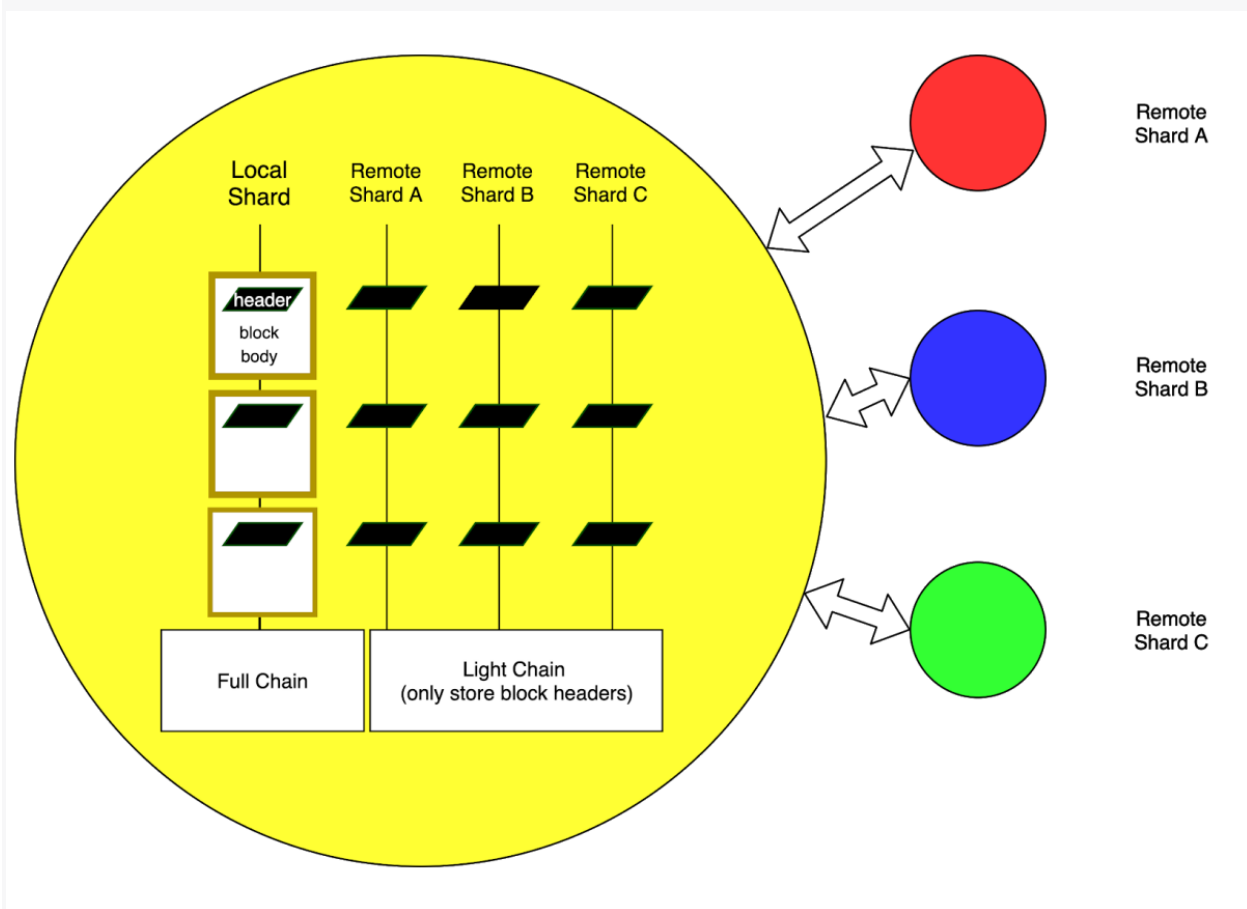 Local
Shard
Remote
Shard A
Remote
Shard B
Remote
Shard C
header
block
body
Full Chain
Light Chain
(only store block headers)
Remote
Shard A
Remote
Shard B
Remote
Shard C